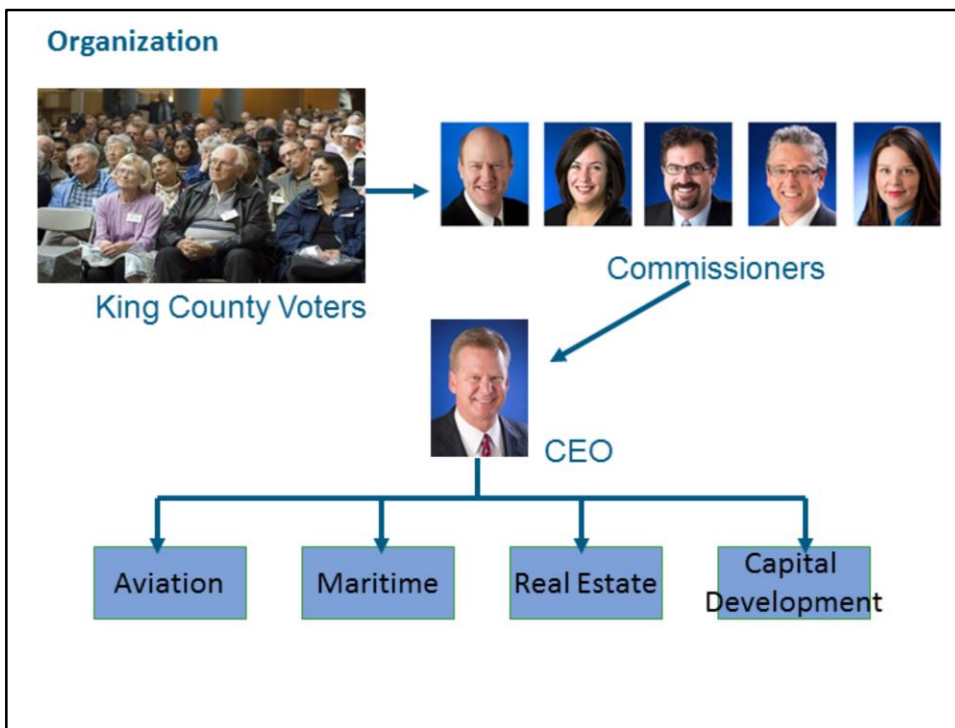 Organization
King County Voters
Commissioners
CEO
Aviation
Maritime
Real Estate
Capital
Development